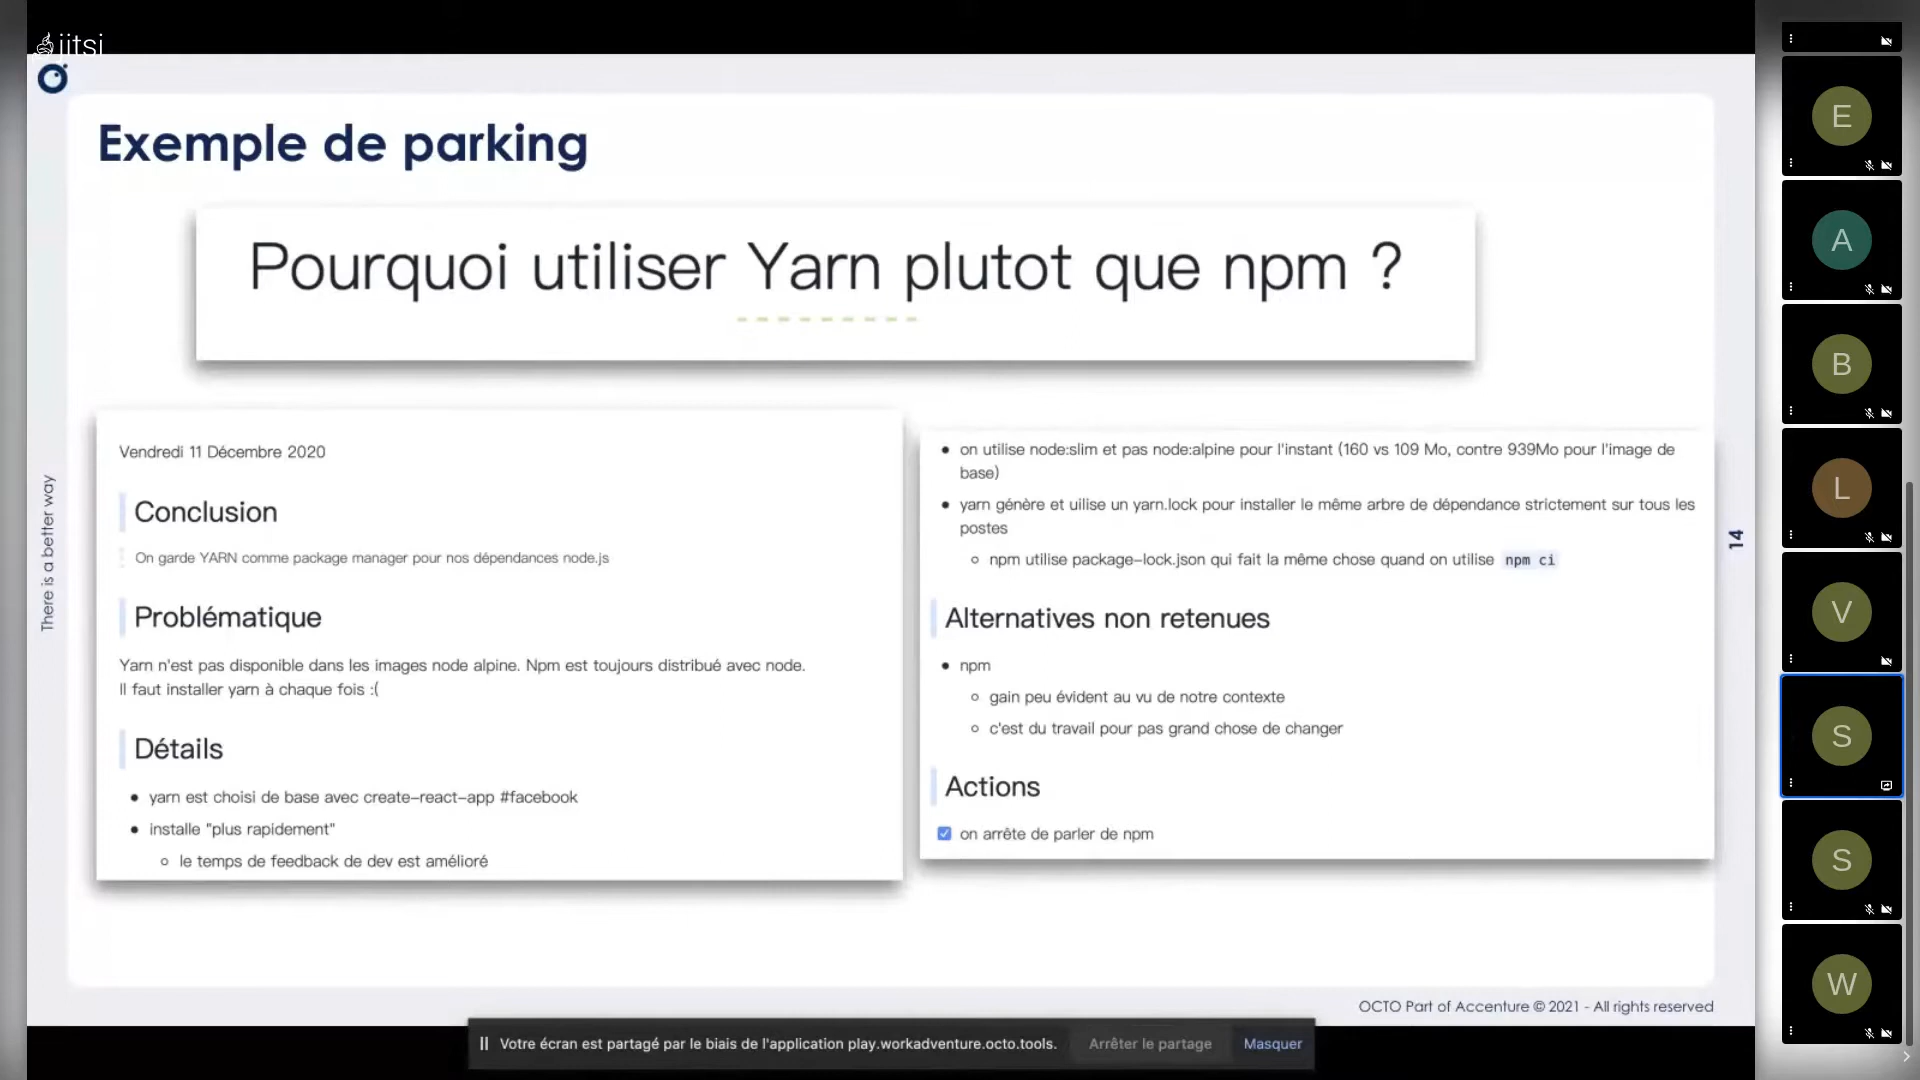 jitsi
Exemple de parking
Pourquoi utiliser Yarn plutot que npm ?
Vendredi 11 Décembre 2020
Conclusion
On garde YARN comme package manager pour nos dépendances node.js
Problématique
Yarn n'est pas disponible dans les images node alpine. Npm est toujours distribué avec node.
Il faut installer yarn à chaque fois :(
Détails
• yarn est choisi de base avec create-react-app #facebook
• installe "plus rapidement"
◦ le temps de feedback de dev est amélioré
• on utilise node:slim et pas node:alpine pour l'instant (160 vs 109 Mo, contre 939Mo pour l'image de
base)
• yarn génère et uilise un yarn.lock pour installer le même arbre de dépendance strictement sur tous les
postes
◦ npm utilise package-lock.json qui fait la même chose quand on utilise npm ci
Alternatives non retenues
• npm
◦ gain peu évident au vu de notre contexte
◦ c'est du travail pour pas grand chose de changer
Actions
on arrête de parler de npm
There is a better way
14
OCTO Part of Accenture © 2021 - All rights reserved
Votre écran est partagé par le biais de l'application play.workadventure.octo.tools.
Arrêter le partage
Masquer
E
A
B
L
V
S
S
W